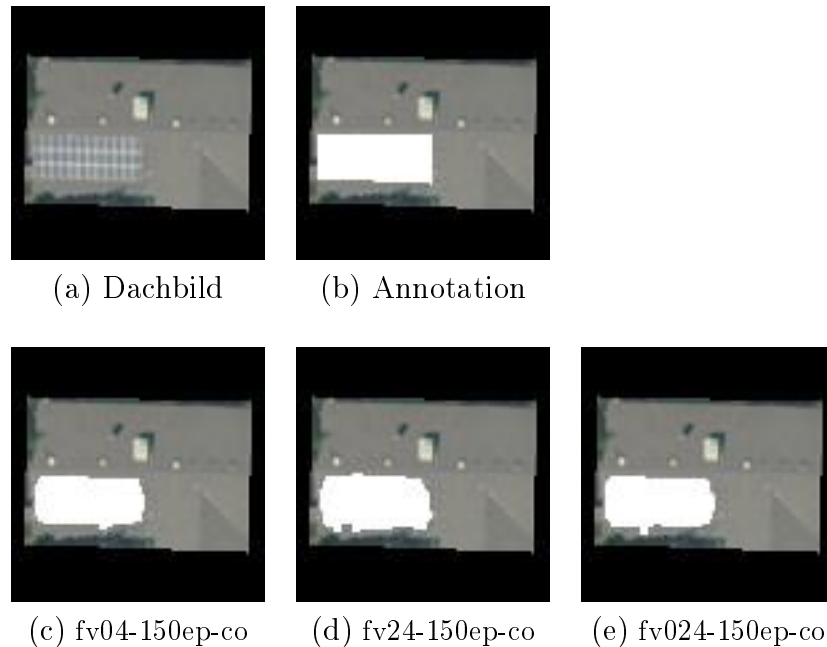 (a) Dachbild
(b) Annotation
(c) fv04-150ep-co
(d) fv24-150ep-co
(e) fv024-150ep-co